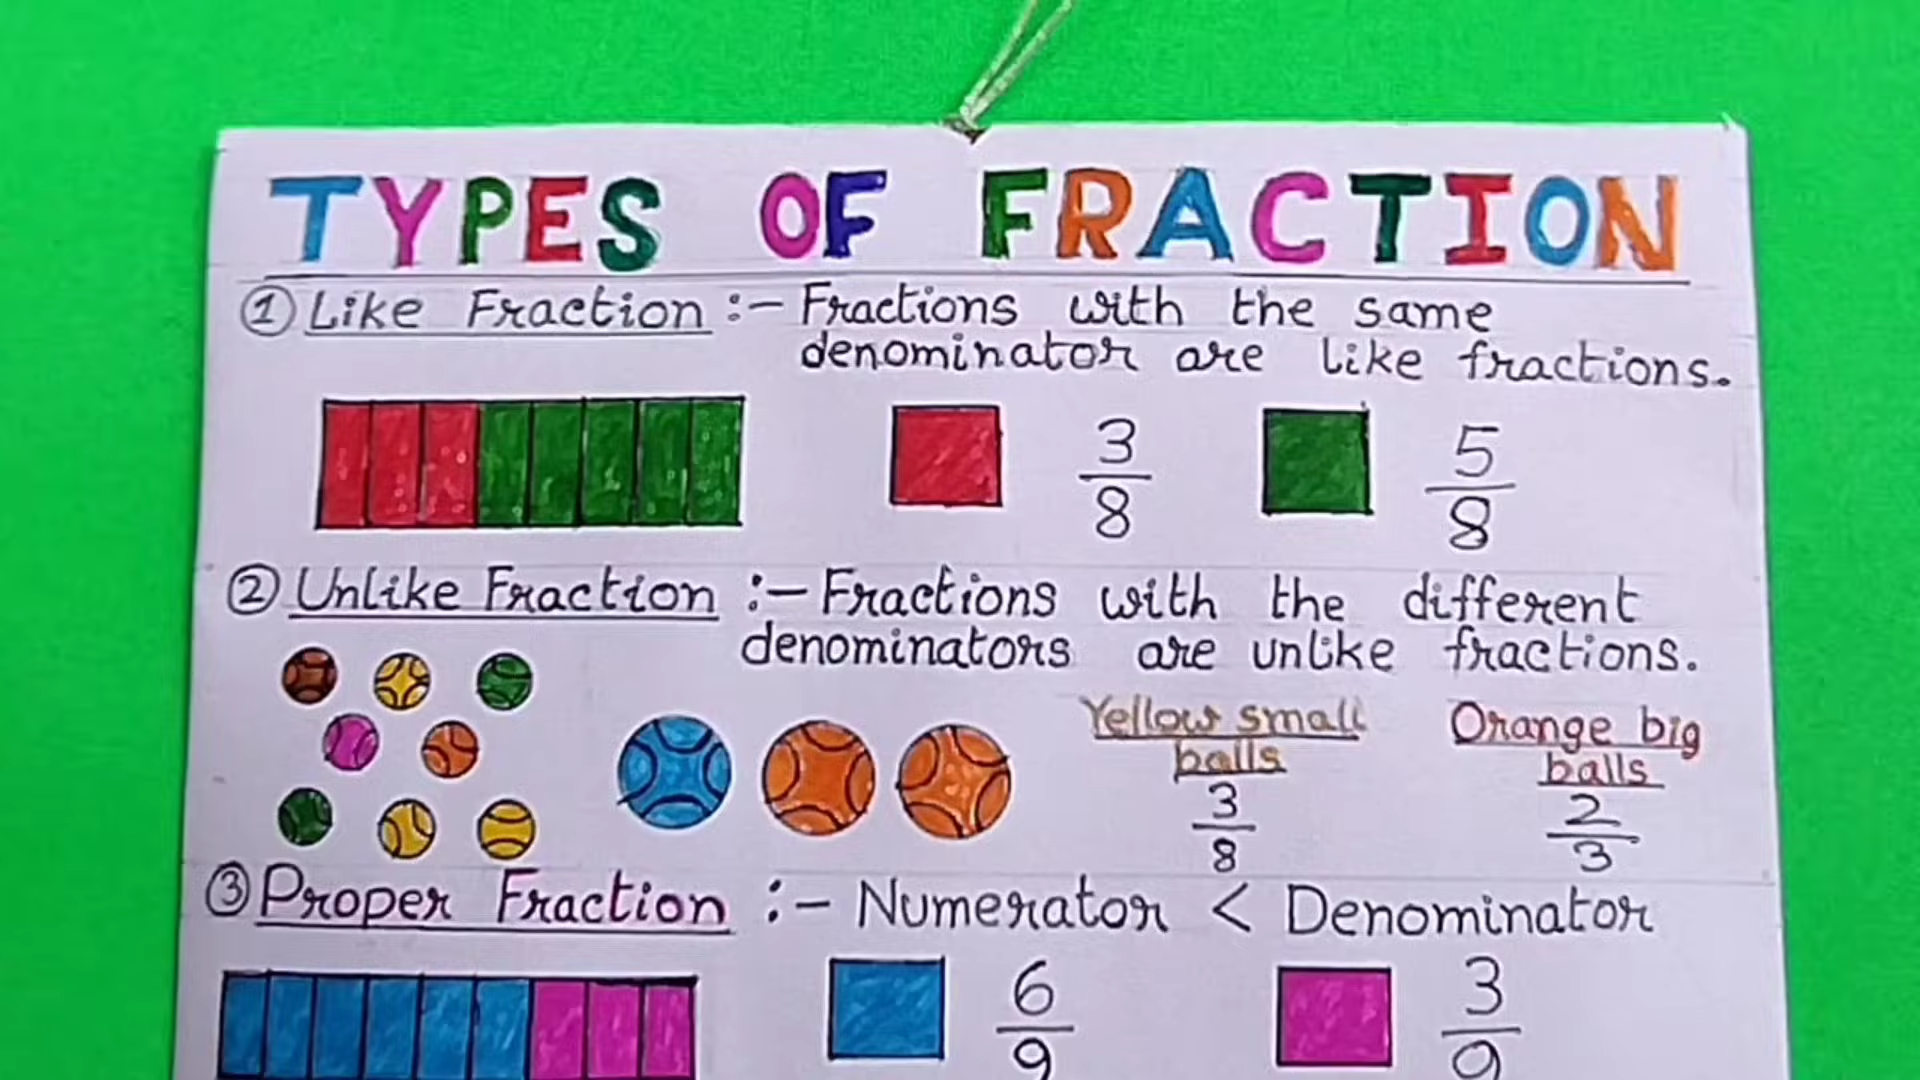 TYPES OF FRACTION
① Like Fraction :- Fractions with the same
denominator are like fractions.
3/8 5/8
② Unlike Fraction :- Fractions with the different
denominators are unlike fractions.
Yellow small Orange big
balls balls
3/8 2/3
③ Proper Fraction :- Numerator < Denominator
6/9 3/9